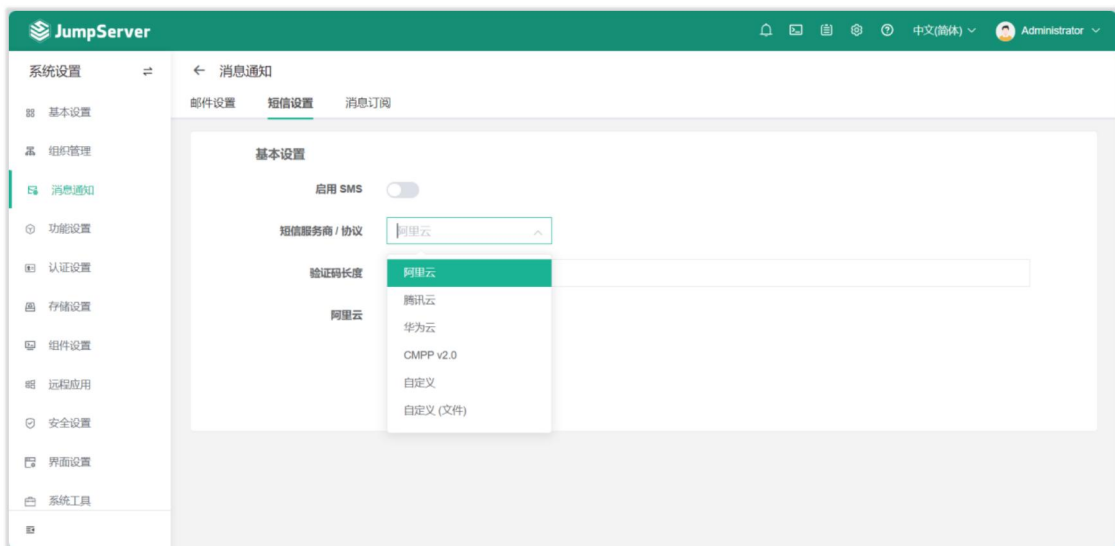 JumpServer
中文(简体)
Administrator
系统设置
消息通知
邮件设置 短信设置 消息订阅
基本设置
组织管理
消息通知
功能设置
认证设置
存储设置
组件设置
远程应用
安全设置
界面设置
系统工具
基本设置
启用 SMS
短信服务商 / 协议
阿里云
验证码长度
阿里云
阿里云
腾讯云
华为云
CMPP v2.0
自定义
自定义 (文件)